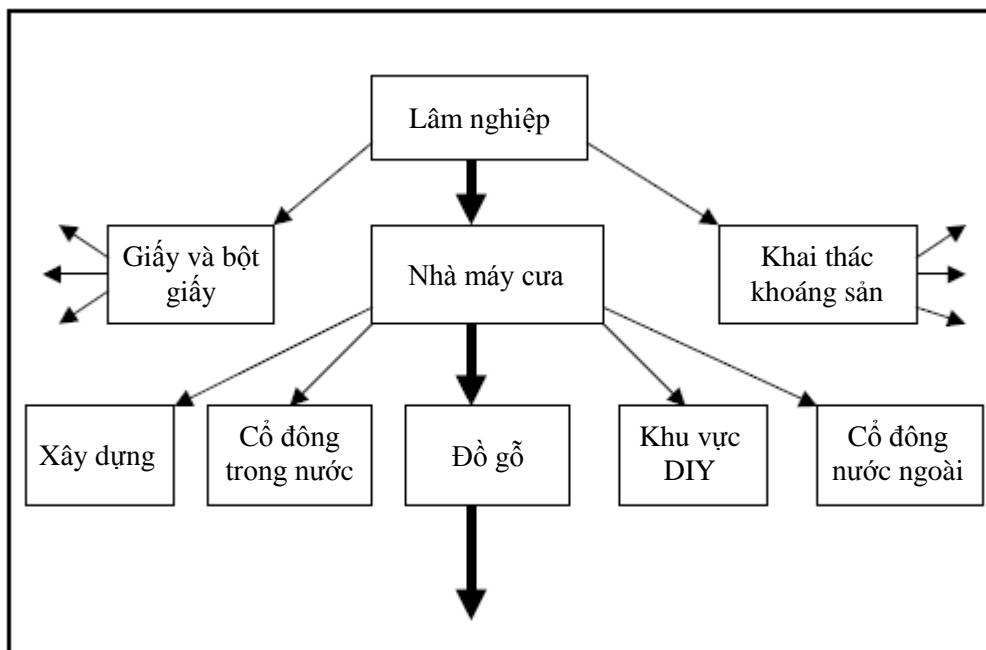 Lâm nghiệp
Giấy và bột
giấy
Nhà máy cưa
Khai thác
khoáng sản
Xây dựng
Cổ đông
trong nước
Đồ gỗ
Khu vực
DIY
Cổ đông
nước ngoài